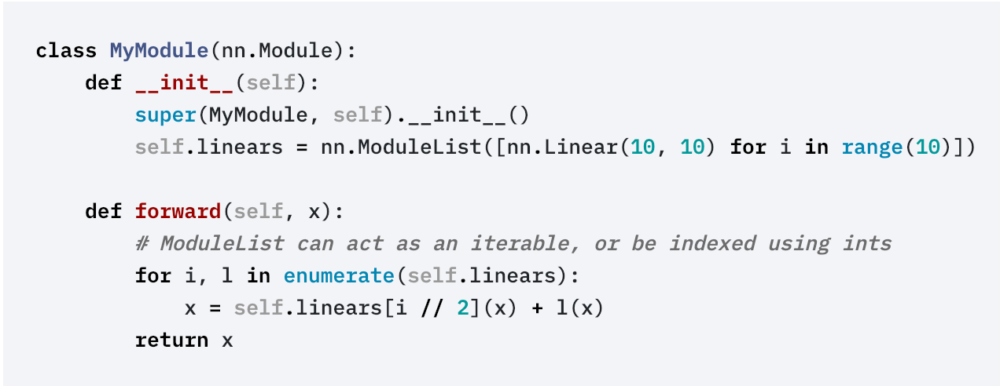 class MyModule(nn.Module):
    def __init__(self):
        super(MyModule, self).__init__()
        self.linears = nn.ModuleList([nn.Linear(10, 10) for i in range(10)])

    def forward(self, x):
        # ModuleList can act as an iterable, or be indexed using ints
        for i, l in enumerate(self.linears):
            x = self.linears[i // 2](x) + l(x)
        return x